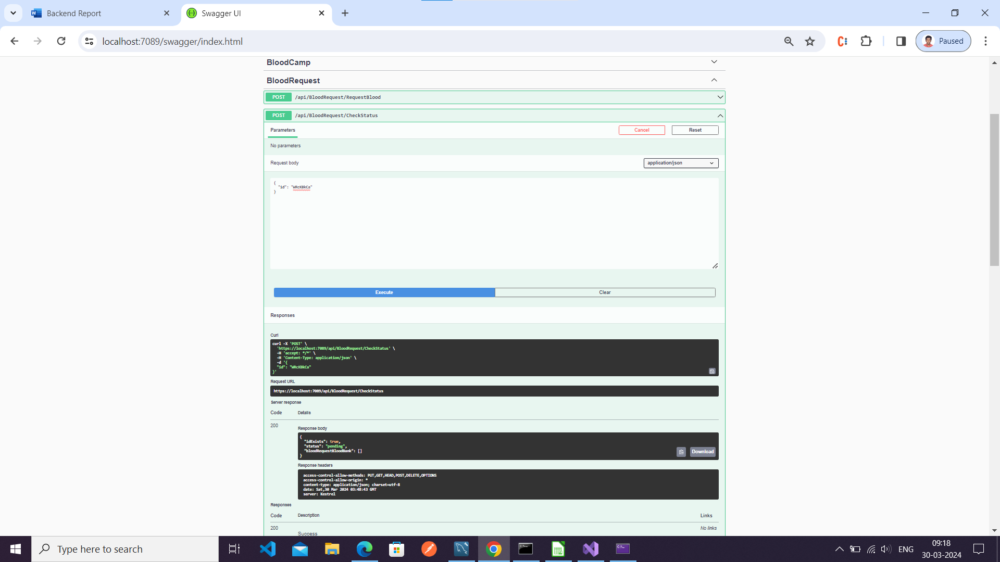 Backend Report
Swagger UI
localhost:7089/swagger/index.html
Paused
BloodCamp
BloodRequest
POST /api/BloodRequest/RequestBlood
POST /api/BloodRequest/CheckStatus
Parameters
Cancel
Reset
No parameters
Request body
application/json
{
"id": "WRcKBkCa"
}
Execute
Clear
Responses
Curl
curl -X 'POST' \
'https://localhost:7089/api/BloodRequest/CheckStatus' \
-H 'accept: */*' \
-H 'Content-Type: application/json' \
-d '{
"id": "WRcKBkCa"
}'
Request URL
https://localhost:7089/api/BloodRequest/CheckStatus
Server response
Code Details
200
Response body
{
"idExists": true,
"status": "pending",
"bloodRequestBloodBank": []
}
Download
Response headers
access-control-allow-methods: PUT,GET,HEAD,POST,DELETE,OPTIONS
access-control-allow-origin: *
content-type: application/json; charset=utf-8
date: Sat,30 Mar 2024 03:48:43 GMT
server: Kestrel
Responses
Code Description Links
200 No links
Success
Type here to search
ENG
09:18
30-03-2024